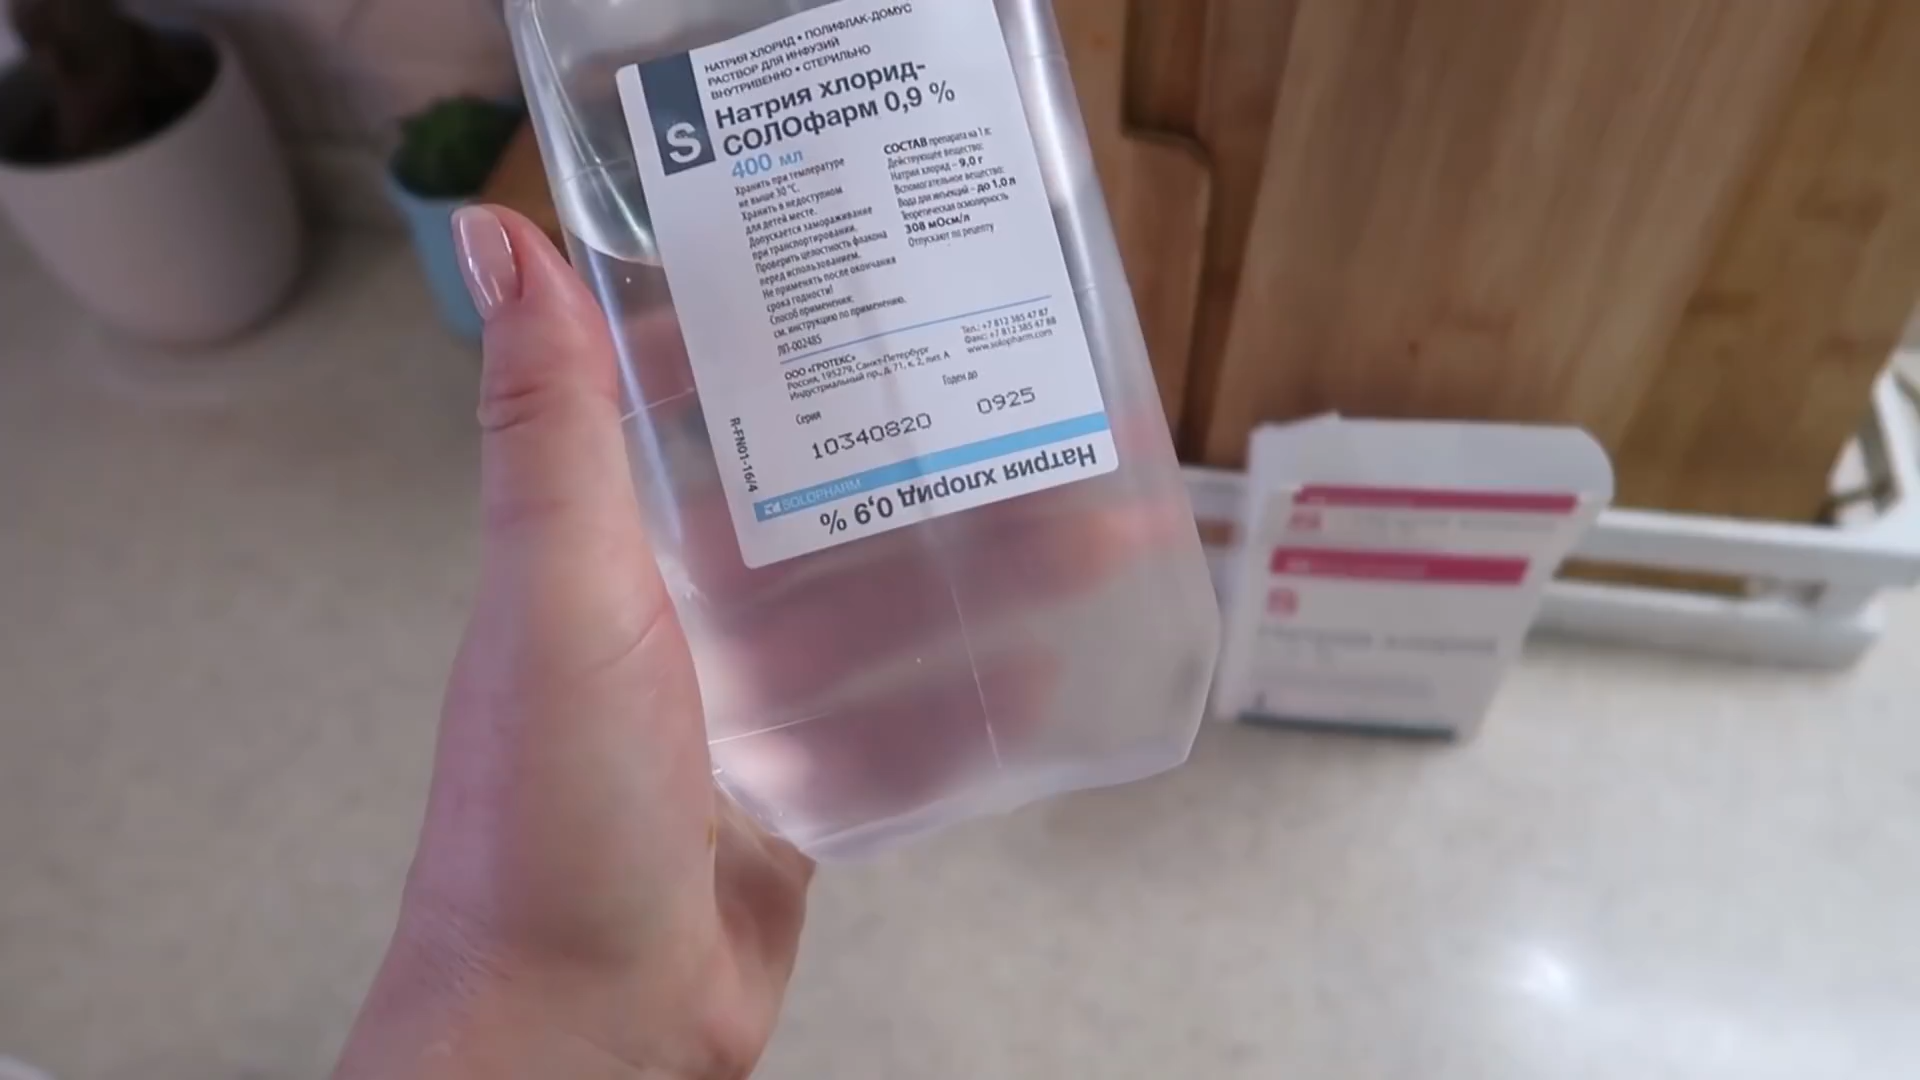 НАТРИЯ ХЛОРИД • ПОЛИФЛАК-ДОМУС
РАСТВОР ДЛЯ ИНФУЗИЙ
ВНУТРИВЕННО • СТЕРИЛЬНО
S
Натрия хлорид-
СОЛОфарм 0,9 %
400 мл
Хранить при температуре
не выше 30 °С.
Хранить в недоступном
для детей месте.
Допускается замораживание
при транспортировании.
Проверить целостность флакона
перед использованием.
Не применять после окончания
срока годности!
Способ применения:
см. инструкцию по применению.
ЛП-002485
СОСТАВ препарата на 1 л:
Действующее вещество:
Натрия хлорид – 9,0 г
Вспомогательное вещество:
Вода для инъекций – до 1,0 л
Теоретическая осмолярность
308 мОсм/л
Отпускают по рецепту
ООО «ГРОТЕКС»
Россия, 195279, Санкт-Петербург
Индустриальный пр., д. 71, к. 2, лит. А
Тел.: +7 812 385 47 87
Факс: +7 812 385 47 88
www.solopharm.com
Серия
10340820
Годен до
0925
R-FN01-16/4
SOLOPHARM
Натрия хлорид 0,9 %